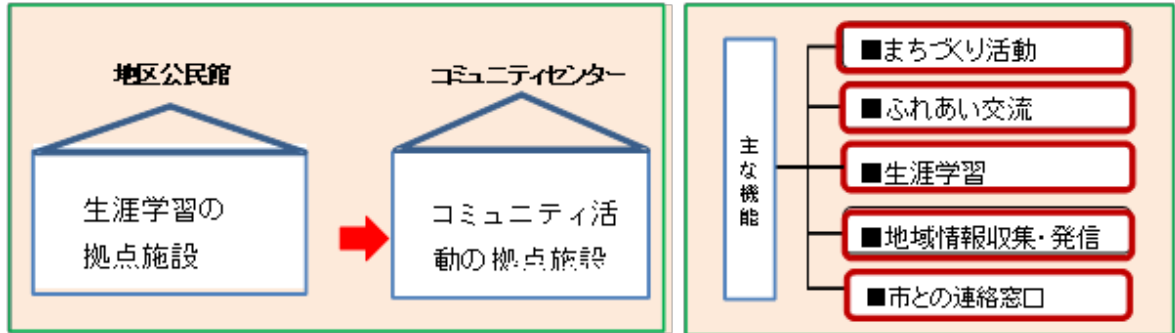 地区公民館
生涯学習の
拠点施設
コミュニティセンター
コミュニティ活
動の拠点施設
主な機能
■まちづくり活動
■ふれあい交流
■生涯学習
■地域情報収集・発信
■市との連絡窓口